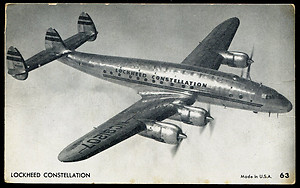 LOCKHEED CONSTELLATION
LOCKHEED CONSTELLATION
Made in U.S.A.
63